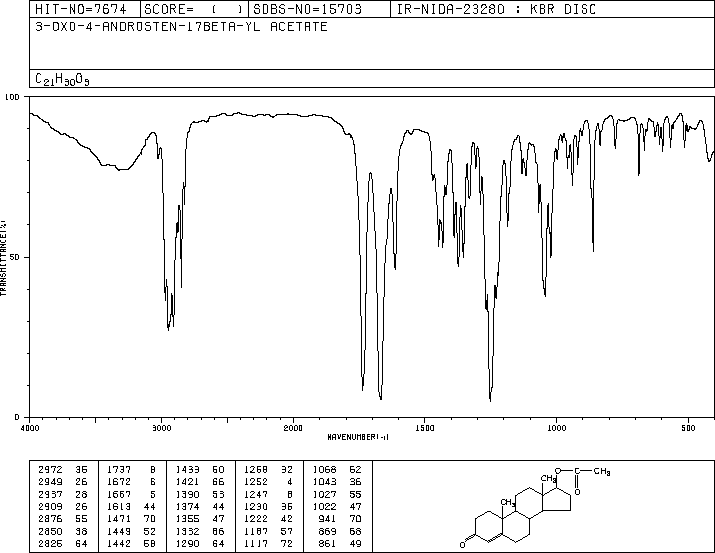 HIT-NO=7674 SCORE= ( ) SDBS-NO=15703 IR-NIDA-23280 : KBR DISC
3-OXO-4-ANDROSTEN-17BETA-YL ACETATE
C21H30O3
100
50
0
TRANSMITTANCE(%)
4000 3000 2000 1500 1000 500
WAVENUMBER(-1)
2972 36 1737 8 1433 60 1268 32 1068 62
2949 26 1672 6 1421 66 1252 4 1043 36
2937 28 1667 5 1390 53 1247 8 1027 55
2909 26 1613 44 1374 44 1230 36 1022 47
2876 55 1471 70 1355 47 1222 42 941 70
2850 38 1449 52 1332 66 1187 57 869 58
2826 64 1442 58 1290 64 1117 72 861 49
O
O—C—CH3
CH3
CH3
O